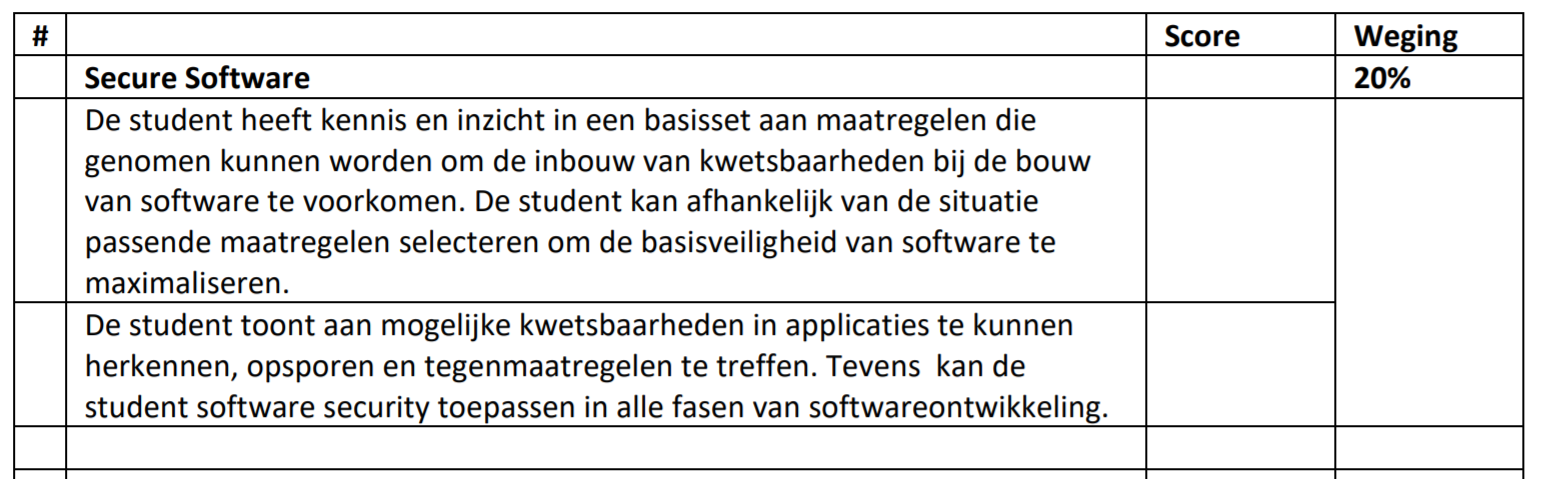 # Score Weging
Secure Software 20%
De student heeft kennis en inzicht in een basisset aan maatregelen die
genomen kunnen worden om de inbouw van kwetsbaarheden bij de bouw
van software te voorkomen. De student kan afhankelijk van de situatie
passende maatregelen selecteren om de basisveiligheid van software te
maximaliseren.
De student toont aan mogelijke kwetsbaarheden in applicaties te kunnen
herkennen, opsporen en tegenmaatregelen te treffen. Tevens  kan de
student software security toepassen in alle fasen van softwareontwikkeling.